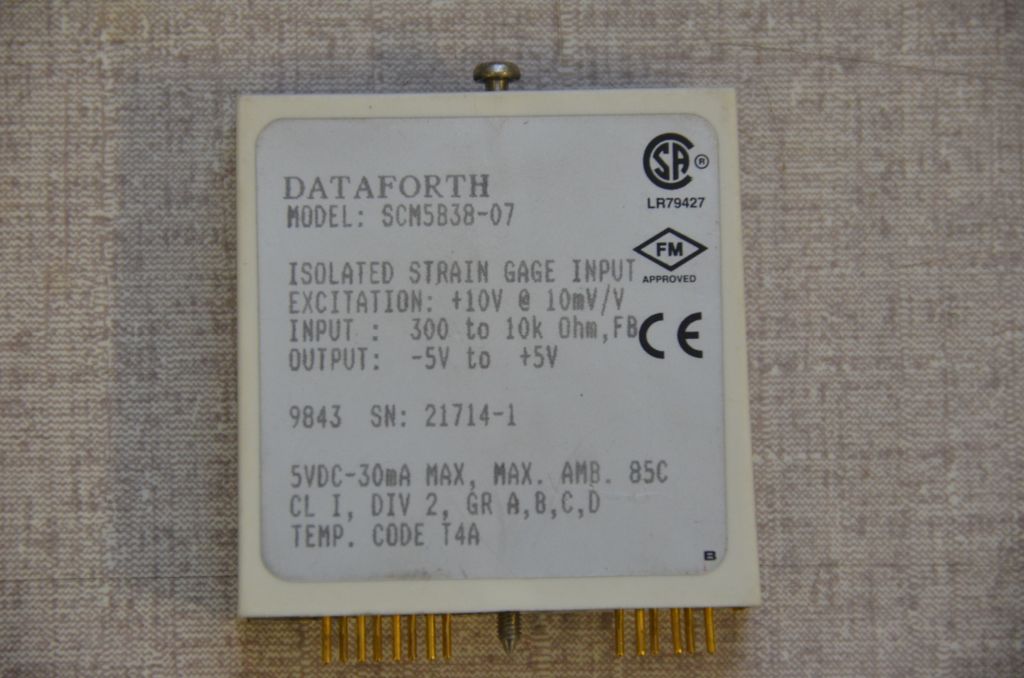 DATAFORTH
MODEL: SCM5B38-07
ISOLATED STRAIN GAGE INPUT
EXCITATION: +10V @ 10mV/V
INPUT : 300 to 10k Ohm,FB
OUTPUT: -5V to +5V
9843 SN: 21714-1
5VDC-30mA MAX, MAX. AMB. 85C
CL I, DIV 2, GR A,B,C,D
TEMP. CODE T4A
CSA ®
LR79427
FM
APPROVED
CE
B